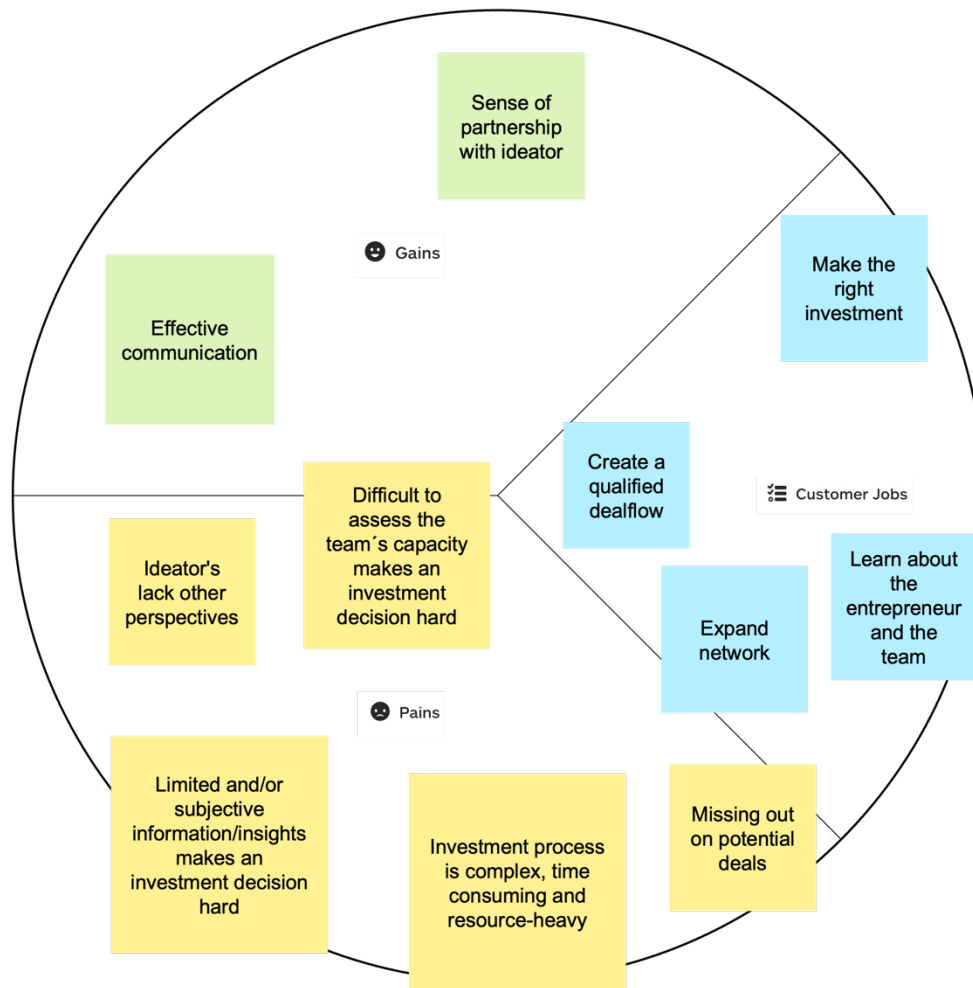 Sense of
partnership
with ideator
Gains
Make the
right
investment
Effective
communication
Create a
qualified
dealflow
Customer Jobs
Difficult to
assess the
team´s capacity
makes an
investment
decision hard
Ideator's
lack other
perspectives
Learn about
the
entrepreneur
and the
team
Expand
network
Pains
Limited and/or
subjective
information/insights
makes an
investment decision
hard
Investment process
is complex, time
consuming and
resource-heavy
Missing out
on potential
deals